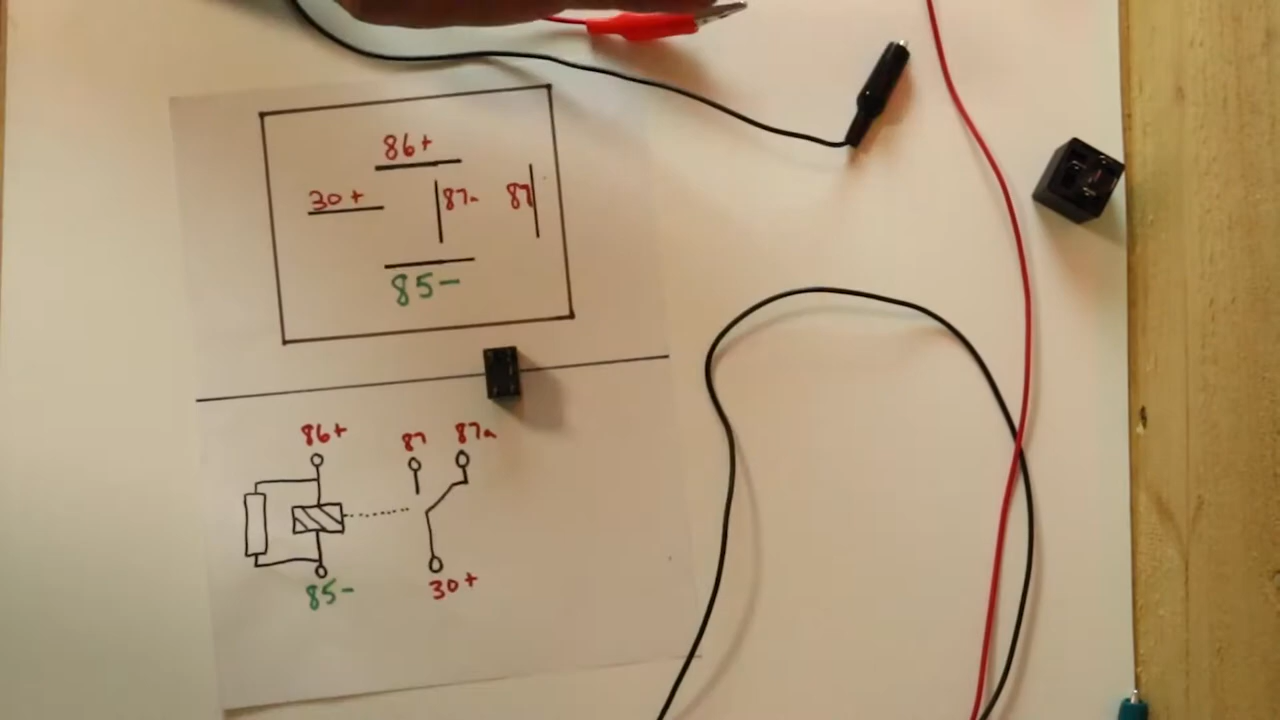 86+
30+ 87a 87
85-
86+ 87 87a
85- 30+